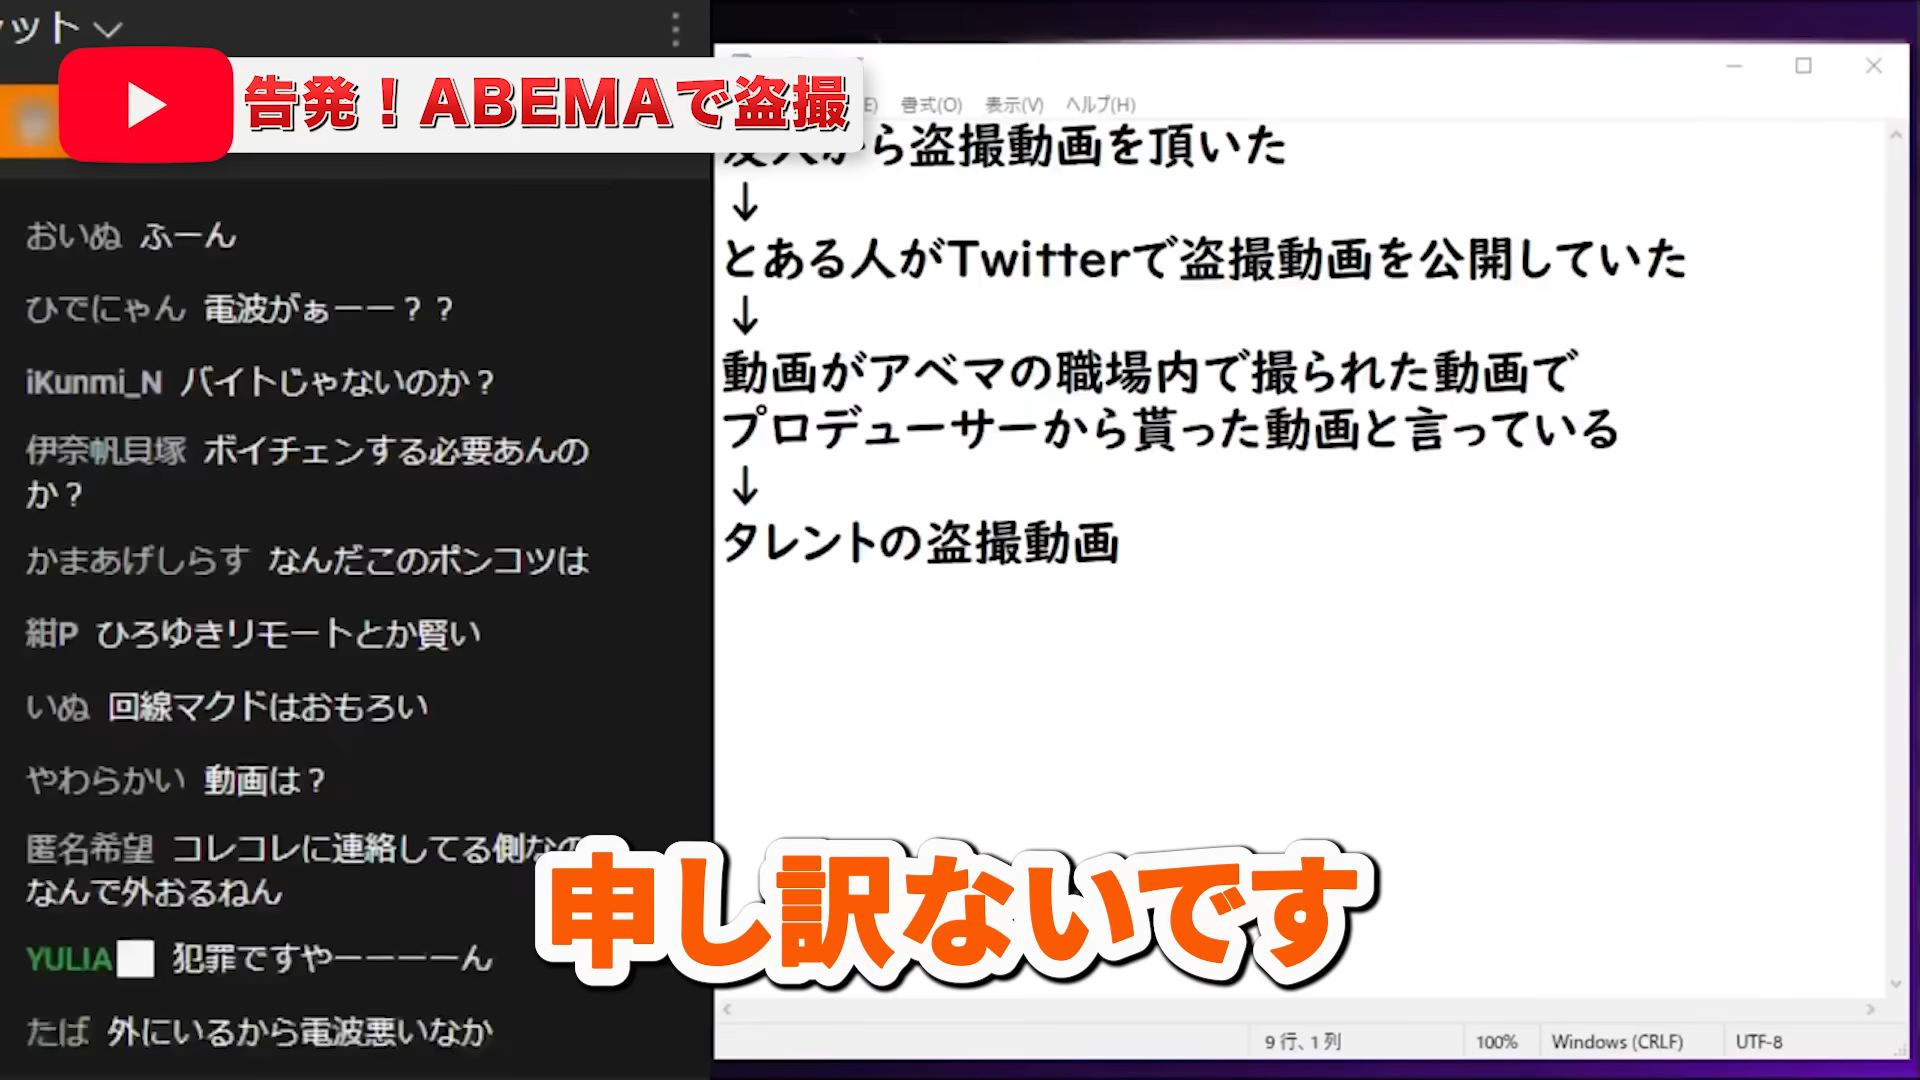 ット
告発！ABEMAで盗撮
書式(O) 表示(V) ヘルプ(H)
から盗撮動画を頂いた
↓
とある人がTwitterで盗撮動画を公開していた
↓
動画がアベマの職場内で撮られた動画で
プロデューサーから貰った動画と言っている
↓
タレントの盗撮動画
おいぬ ふーん
ひでにゃん 電波がぁーー？？
iKunmi_N バイトじゃないのか？
伊奈帆貝塚 ボイチェンする必要あんの
か？
かまあげしらす なんだこのポンコツは
紺P ひろゆきリモートとか賢い
いぬ 回線マクドはおもろい
やわらかい 動画は？
匿名希望 コレコレに連絡してる側なの
なんで外おるねん
YULIA 犯罪ですやーーーーん
たば 外にいるから電波悪いなか
申し訳ないです
9 行、1 列 100% Windows (CRLF) UTF-8